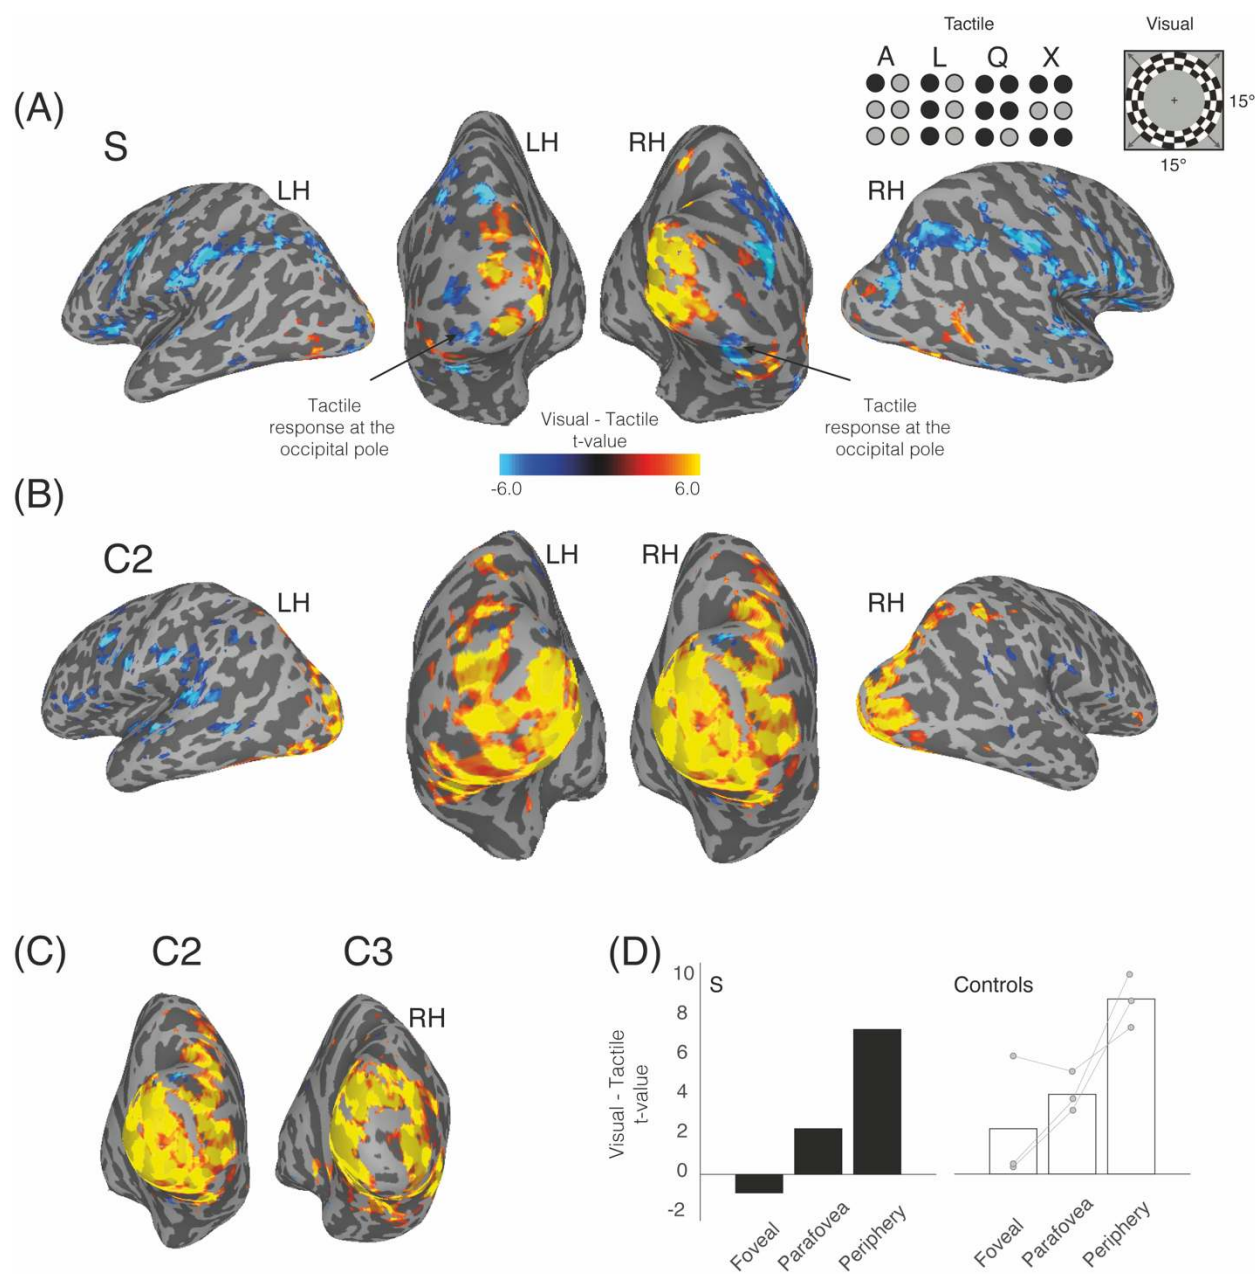 Tactile
Visual
A L Q X
(A)
S
LH
LH
RH
RH
15°
15°
Tactile
response at the
occipital pole
Visual - Tactile
t-value
-6.0 6.0
Tactile
response at the
occipital pole
(B)
C2
LH
LH
RH
RH
(C)
C2
C3
RH
(D)
S
Controls
Visual - Tactile
t-value
10
8
6
4
2
0
-2
Foveal
Parafovea
Periphery
Foveal
Parafovea
Periphery